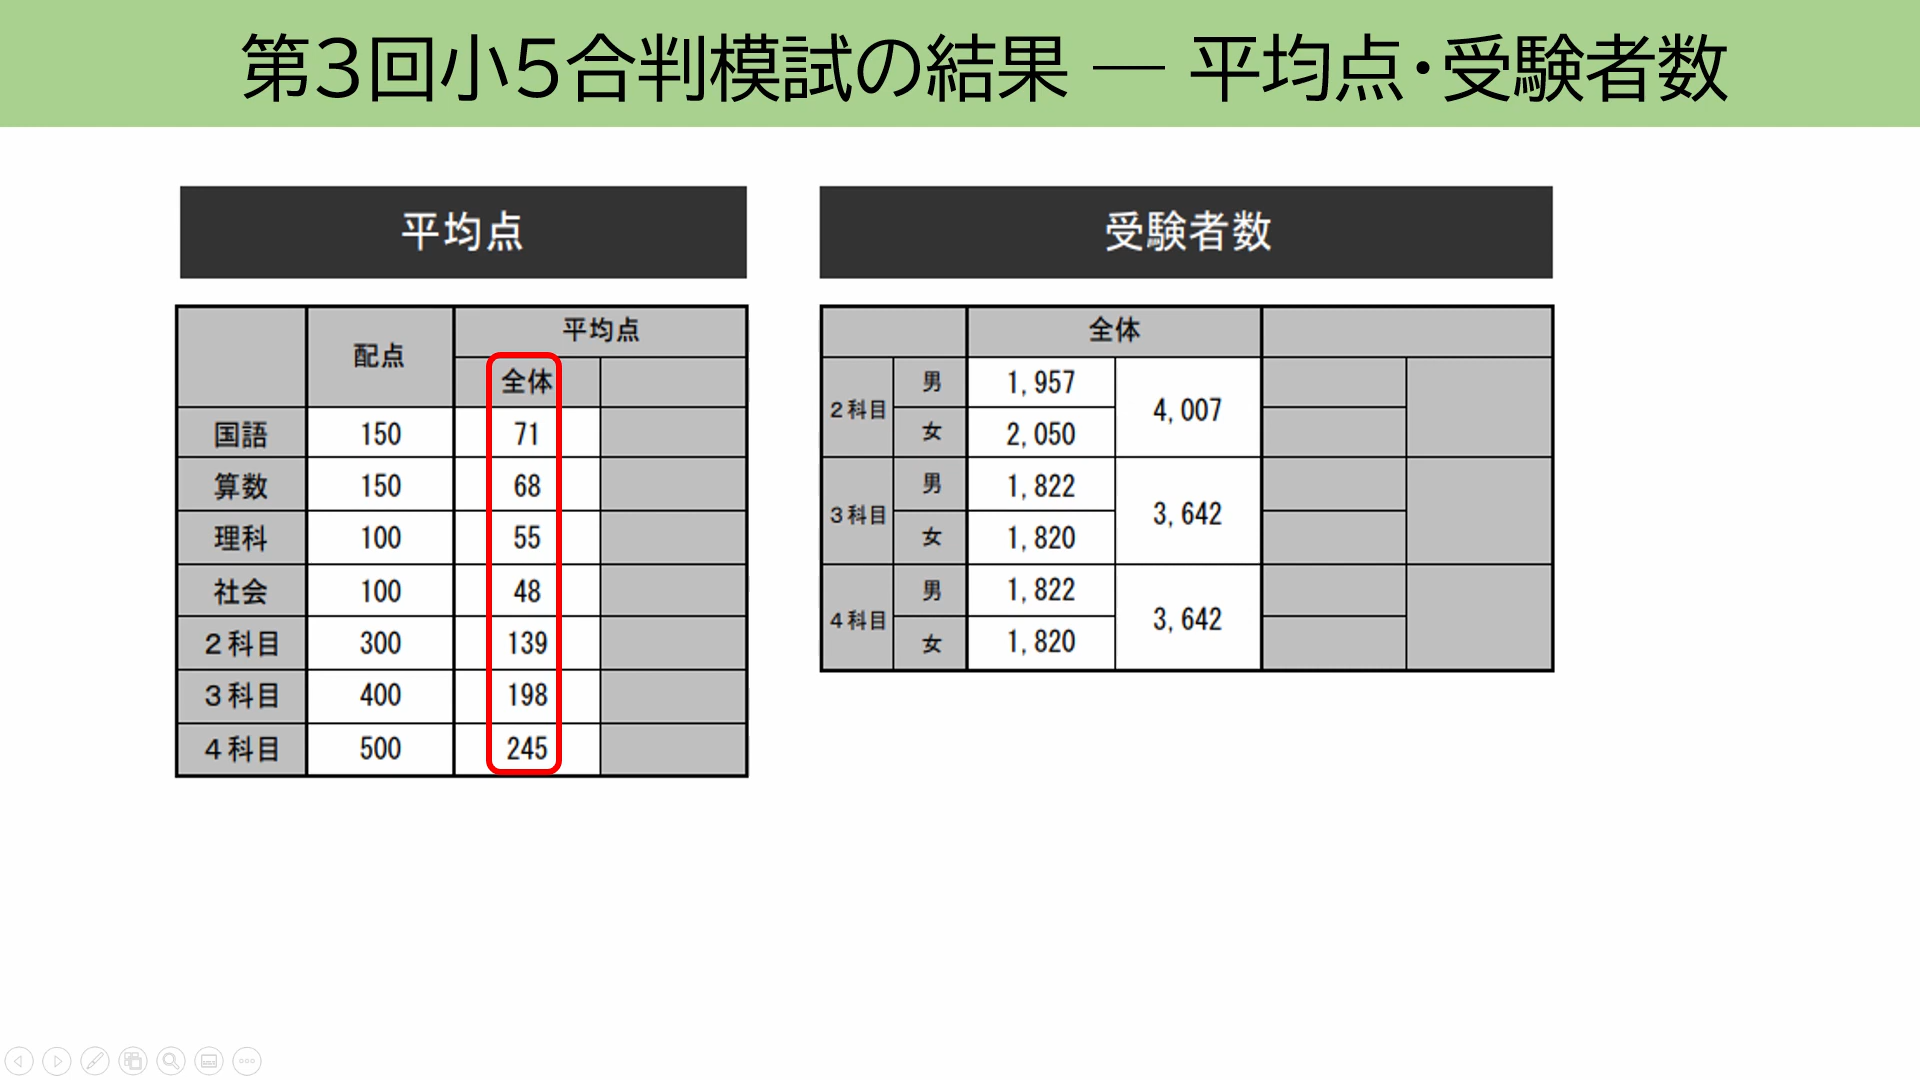 第3回小5合判模試の結果 ― 平均点・受験者数
平均点
配点 平均点
全体
国語 150 71
算数 150 68
理科 100 55
社会 100 48
2科目 300 139
3科目 400 198
4科目 500 245
受験者数
全体
2科目 男 1,957 4,007
女 2,050
3科目 男 1,822 3,642
女 1,820
4科目 男 1,822 3,642
女 1,820